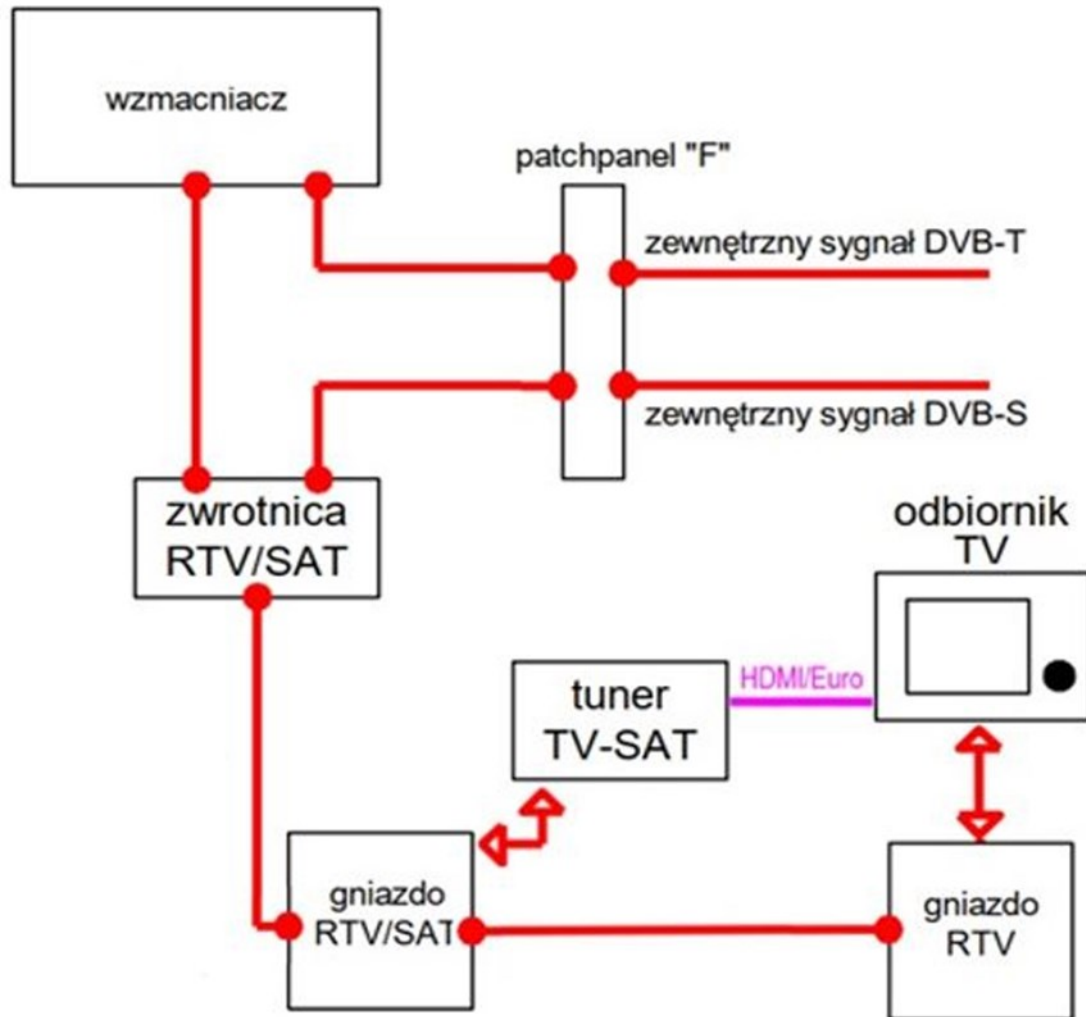 wzmacniacz
patchpanel "F"
zewnętrzny sygnał DVB-T
zewnętrzny sygnał DVB-S
zwrotnica
RTV/SAT
odbiornik
TV
tuner
TV-SAT
HDMI/Euro
gniazdo
RTV/SAT
gniazdo
RTV